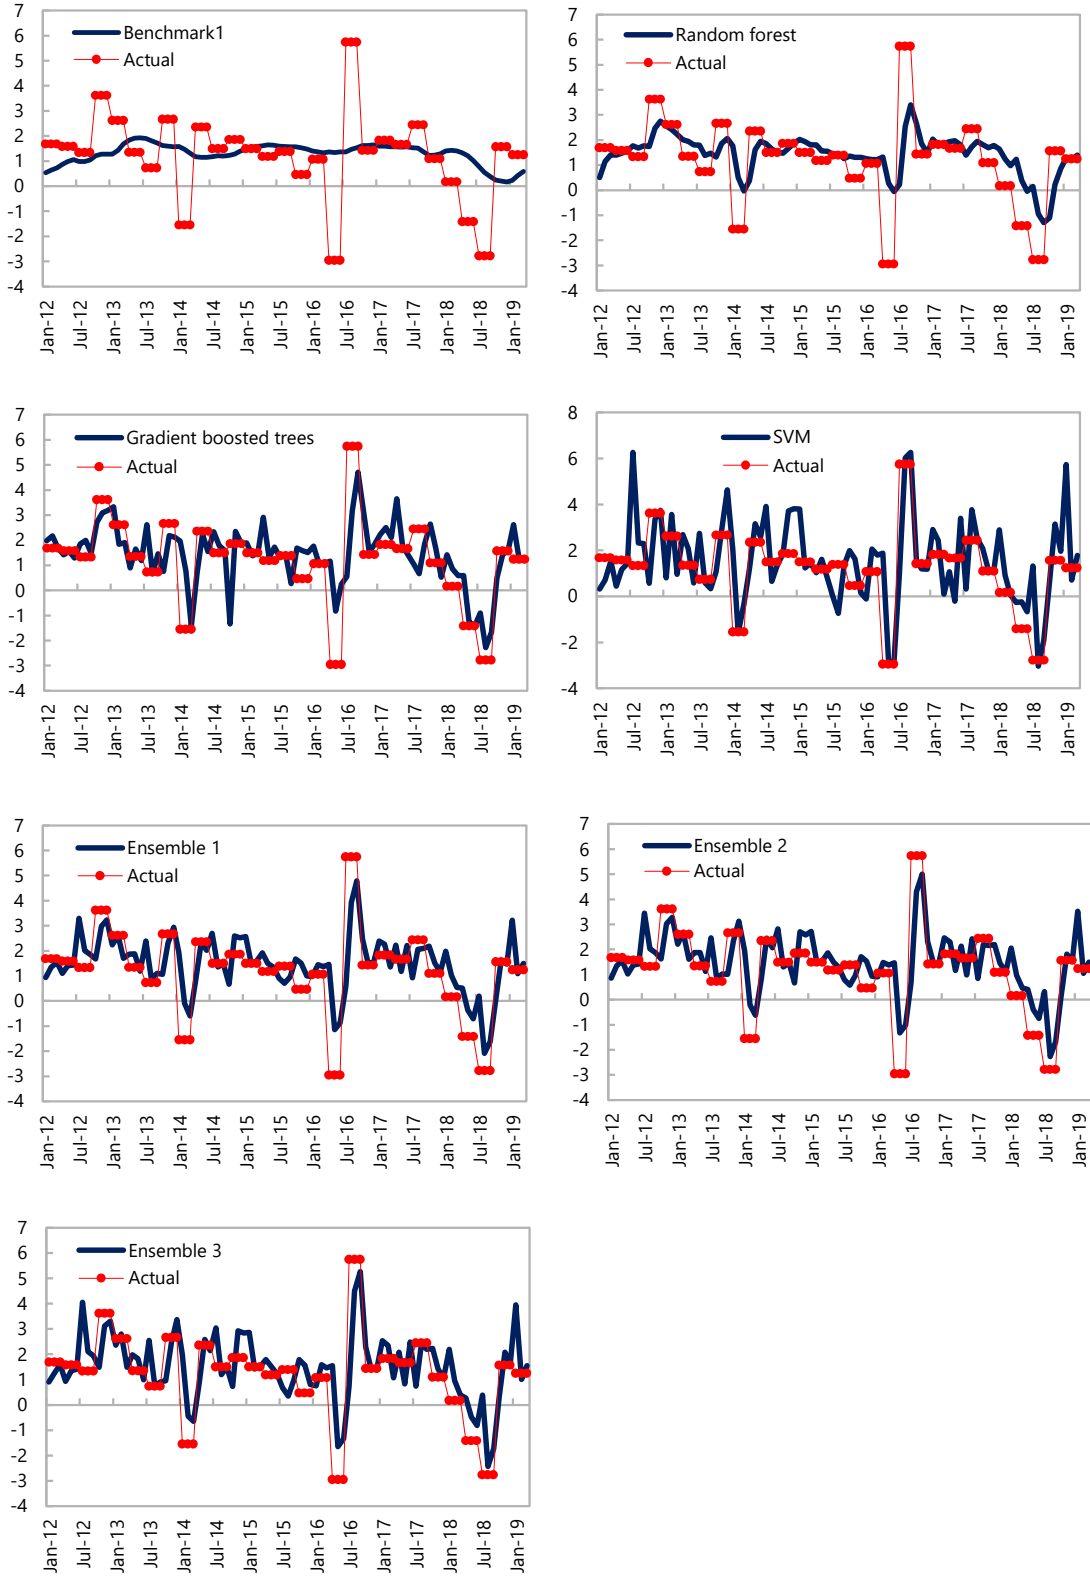 Benchmark1
Actual
7
6
5
4
3
2
1
0
-1
-2
-3
-4
Jan-12
Jul-12
Jan-13
Jul-13
Jan-14
Jul-14
Jan-15
Jul-15
Jan-16
Jul-16
Jan-17
Jul-17
Jan-18
Jul-18
Jan-19
Random forest
Actual
7
6
5
4
3
2
1
0
-1
-2
-3
-4
Jan-12
Jul-12
Jan-13
Jul-13
Jan-14
Jul-14
Jan-15
Jul-15
Jan-16
Jul-16
Jan-17
Jul-17
Jan-18
Jul-18
Jan-19
Gradient boosted trees
Actual
7
6
5
4
3
2
1
0
-1
-2
-3
-4
Jan-12
Jul-12
Jan-13
Jul-13
Jan-14
Jul-14
Jan-15
Jul-15
Jan-16
Jul-16
Jan-17
Jul-17
Jan-18
Jul-18
Jan-19
SVM
Actual
8
6
4
2
0
-2
-4
Jan-12
Jul-12
Jan-13
Jul-13
Jan-14
Jul-14
Jan-15
Jul-15
Jan-16
Jul-16
Jan-17
Jul-17
Jan-18
Jul-18
Jan-19
Ensemble 1
Actual
7
6
5
4
3
2
1
0
-1
-2
-3
-4
Jan-12
Jul-12
Jan-13
Jul-13
Jan-14
Jul-14
Jan-15
Jul-15
Jan-16
Jul-16
Jan-17
Jul-17
Jan-18
Jul-18
Jan-19
Ensemble 2
Actual
7
6
5
4
3
2
1
0
-1
-2
-3
-4
Jan-12
Jul-12
Jan-13
Jul-13
Jan-14
Jul-14
Jan-15
Jul-15
Jan-16
Jul-16
Jan-17
Jul-17
Jan-18
Jul-18
Jan-19
Ensemble 3
Actual
7
6
5
4
3
2
1
0
-1
-2
-3
-4
Jan-12
Jul-12
Jan-13
Jul-13
Jan-14
Jul-14
Jan-15
Jul-15
Jan-16
Jul-16
Jan-17
Jul-17
Jan-18
Jul-18
Jan-19